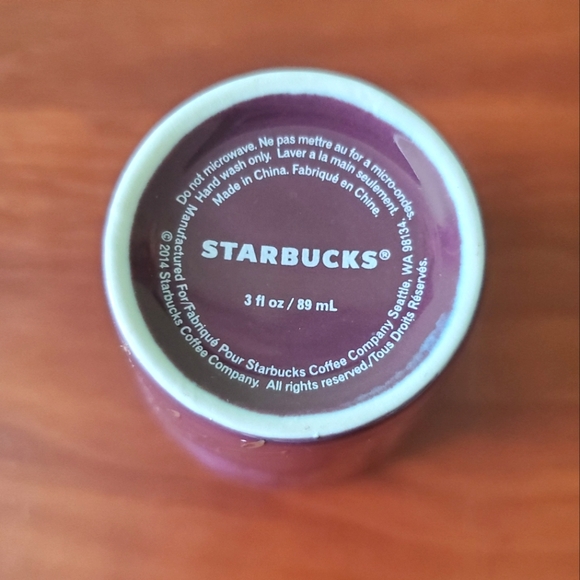 Do not microwave. Ne pas mettre au for a micro-ondes.
Hand wash only. Laver a la main seulement.
Made in China. Fabriqué en Chine.
STARBUCKS®
3 fl oz / 89 mL
Manufactured For/Fabriqué Pour Starbucks Coffee Company Seattle, WA 98134.
© 2014 Starbucks Coffee Company. All rights reserved./Tous Droits Réservés.